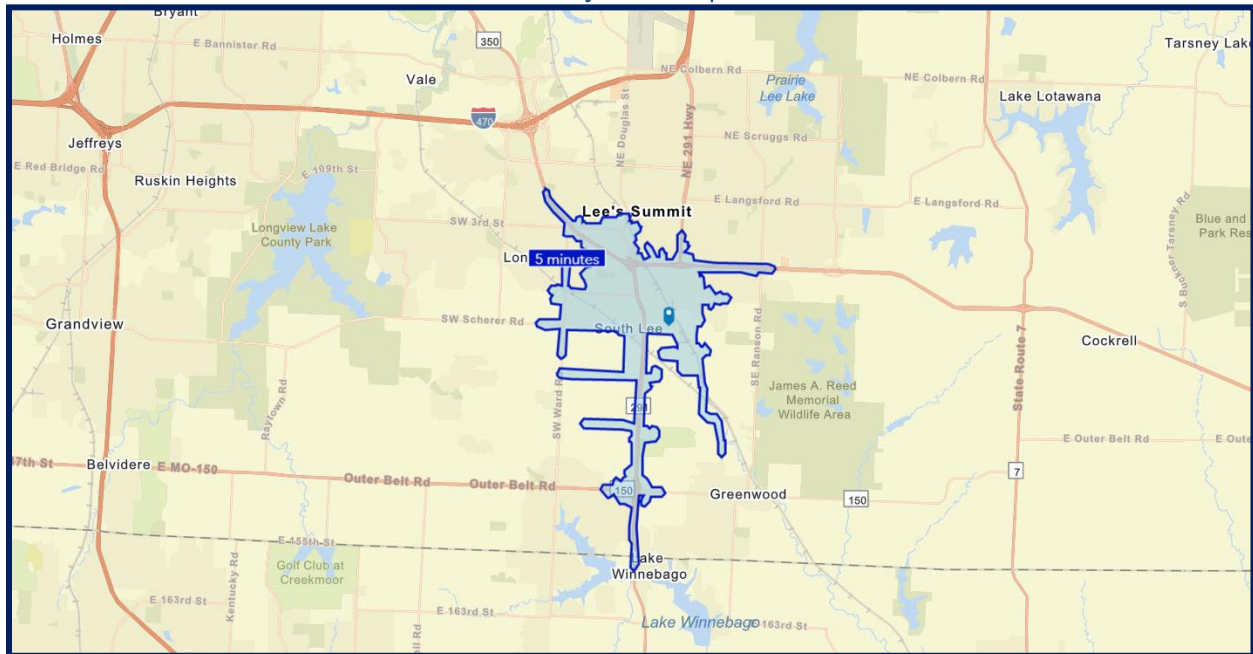 Bryant
Holmes
E Bannister Rd
350
Tarsney Lake
Vale
NE Colbern Rd
NE Colbern Rd
Prairie
Lee Lake
Lake Lotawana
470
NE Douglas St
NE 291 Hwy
Jeffreys
NE Scruggs Rd
E Red Bridge Rd
E 109th St
Ruskin Heights
E Langsford Rd
E Langsford Rd
Lee's Summit
SW 3rd St
Longview Lake
County Park
Blue and
Park Res
S Buckner Tarsney Rd
Lon
5 minutes
Grandview
SW Scherer Rd
South Lee
Cockrell
SE Ranson Rd
James A. Reed
Memorial
Wildlife Area
State Route 7
Raytown Rd
SW Ward R
291
E Outer Belt Rd
E Oute
7th St
Belvidere
E MO-150
Outer Belt Rd
Outer Belt Rd
150
Greenwood
150
7
E 155th St
Golf Club at
Creekmoor
Kentucky Rd
Lake
Winnebago
E 163rd St
E 163rd St
Lake Winnebago
E 163rd St